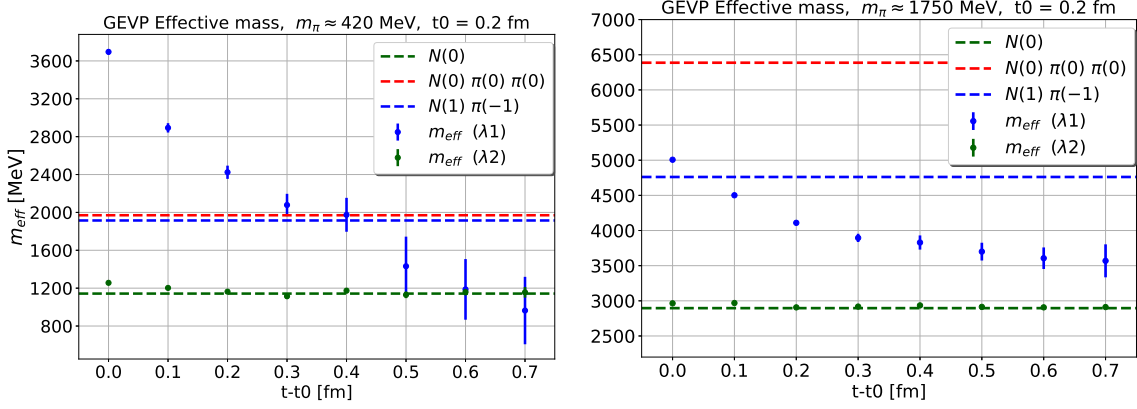 GEVP Effective mass, mπ ≈ 420 MeV, t0 = 0.2 fm
N(0)
N(0) π(0) π(0)
N(1) π(−1)
meff (λ1)
meff (λ2)
3600
3200
2800
2400
2000
1600
1200
800
meff [MeV]
0.0 0.1 0.2 0.3 0.4 0.5 0.6 0.7
t-t0 [fm]
GEVP Effective mass, mπ ≈ 1750 MeV, t0 = 0.2 fm
N(0)
N(0) π(0) π(0)
N(1) π(−1)
meff (λ1)
meff (λ2)
7000
6500
6000
5500
5000
4500
4000
3500
3000
2500
0.0 0.1 0.2 0.3 0.4 0.5 0.6 0.7
t-t0 [fm]